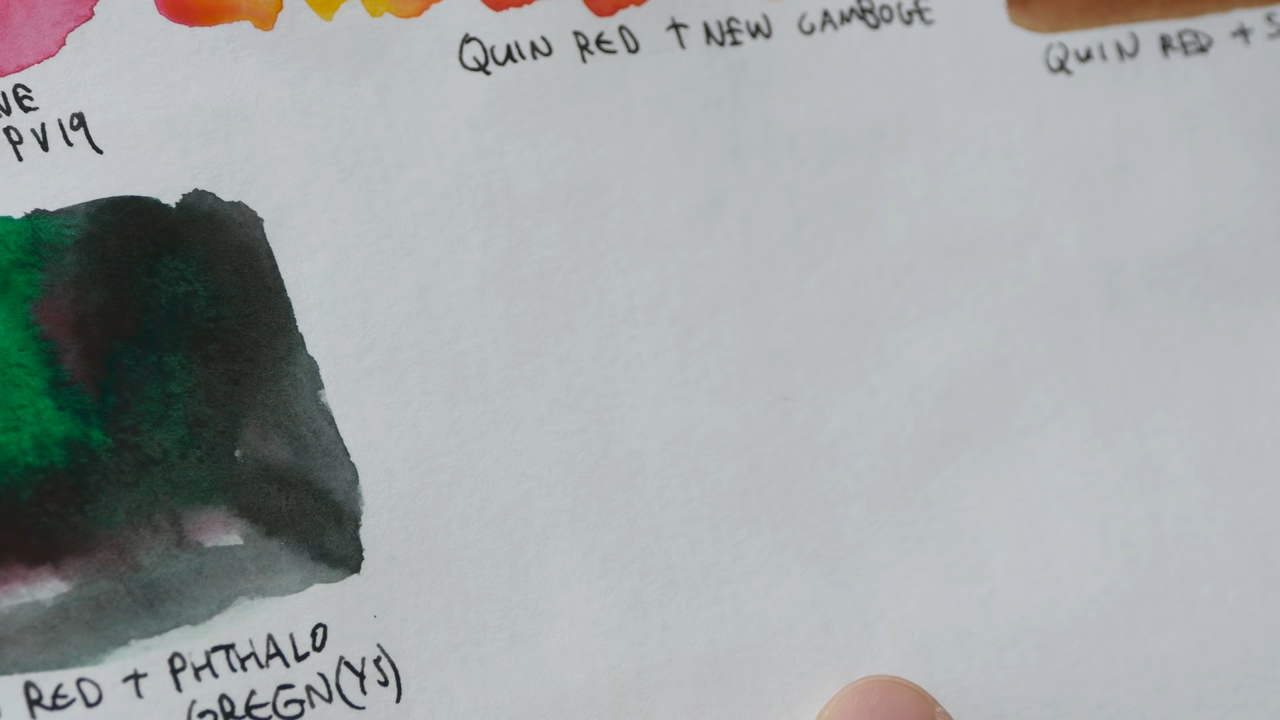 QUIN RED + NEW GAMBOGE
QUIN RED + S
NE
PV19
RED + PHTHALO
GREEN(YS)